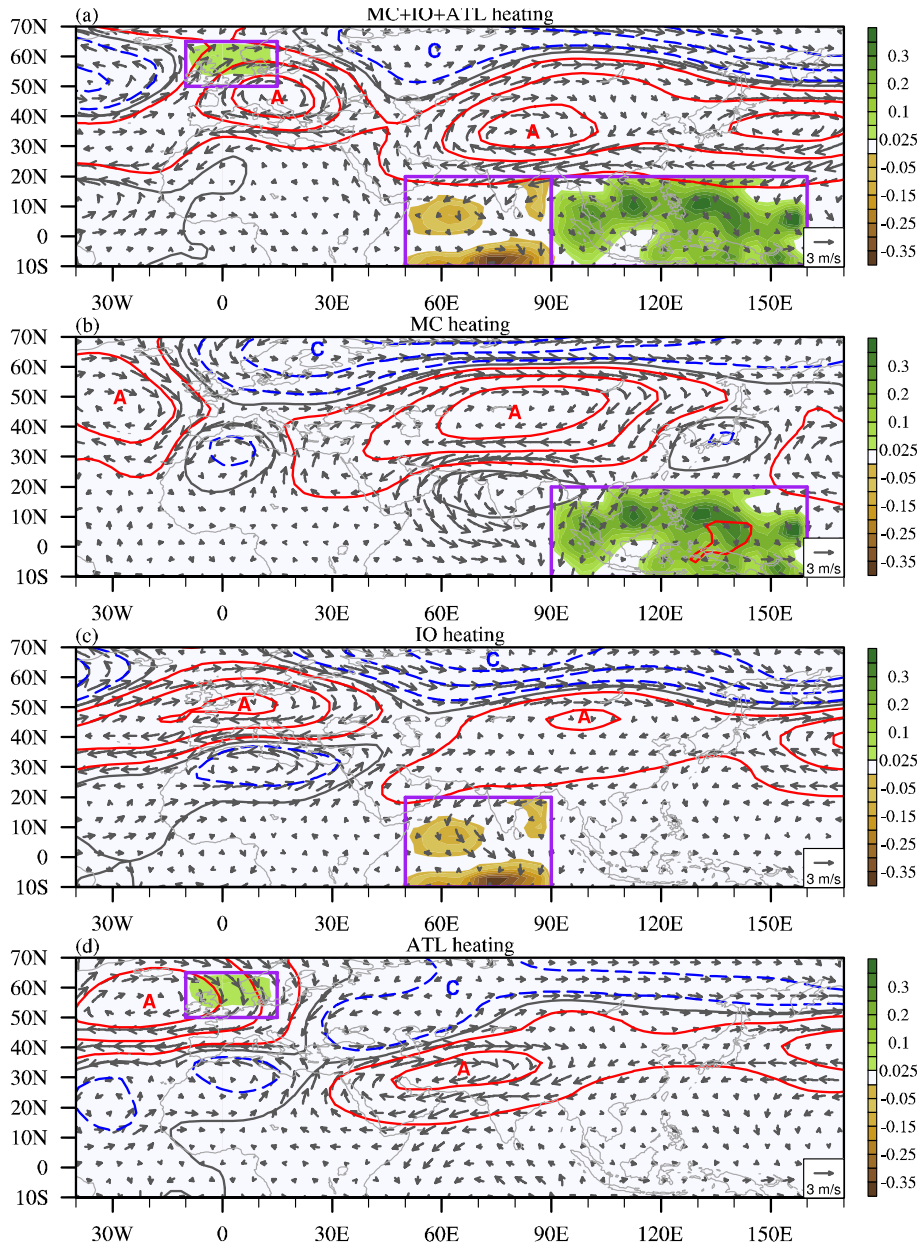 (a) MC+IO+ATL heating
70N
60N
50N
40N
30N
20N
10N
0
10S
C
A
A
3 m/s
30W 0 30E 60E 90E 120E 150E
0.3
0.2
0.1
0.025
-0.05
-0.15
-0.25
-0.35
(b) MC heating
70N
60N
50N
40N
30N
20N
10N
0
10S
C
A
A
3 m/s
30W 0 30E 60E 90E 120E 150E
0.3
0.2
0.1
0.025
-0.05
-0.15
-0.25
-0.35
(c) IO heating
70N
60N
50N
40N
30N
20N
10N
0
10S
C
A
A
3 m/s
30W 0 30E 60E 90E 120E 150E
0.3
0.2
0.1
0.025
-0.05
-0.15
-0.25
-0.35
(d) ATL heating
70N
60N
50N
40N
30N
20N
10N
0
10S
A
C
A
3 m/s
30W 0 30E 60E 90E 120E 150E
0.3
0.2
0.1
0.025
-0.05
-0.15
-0.25
-0.35